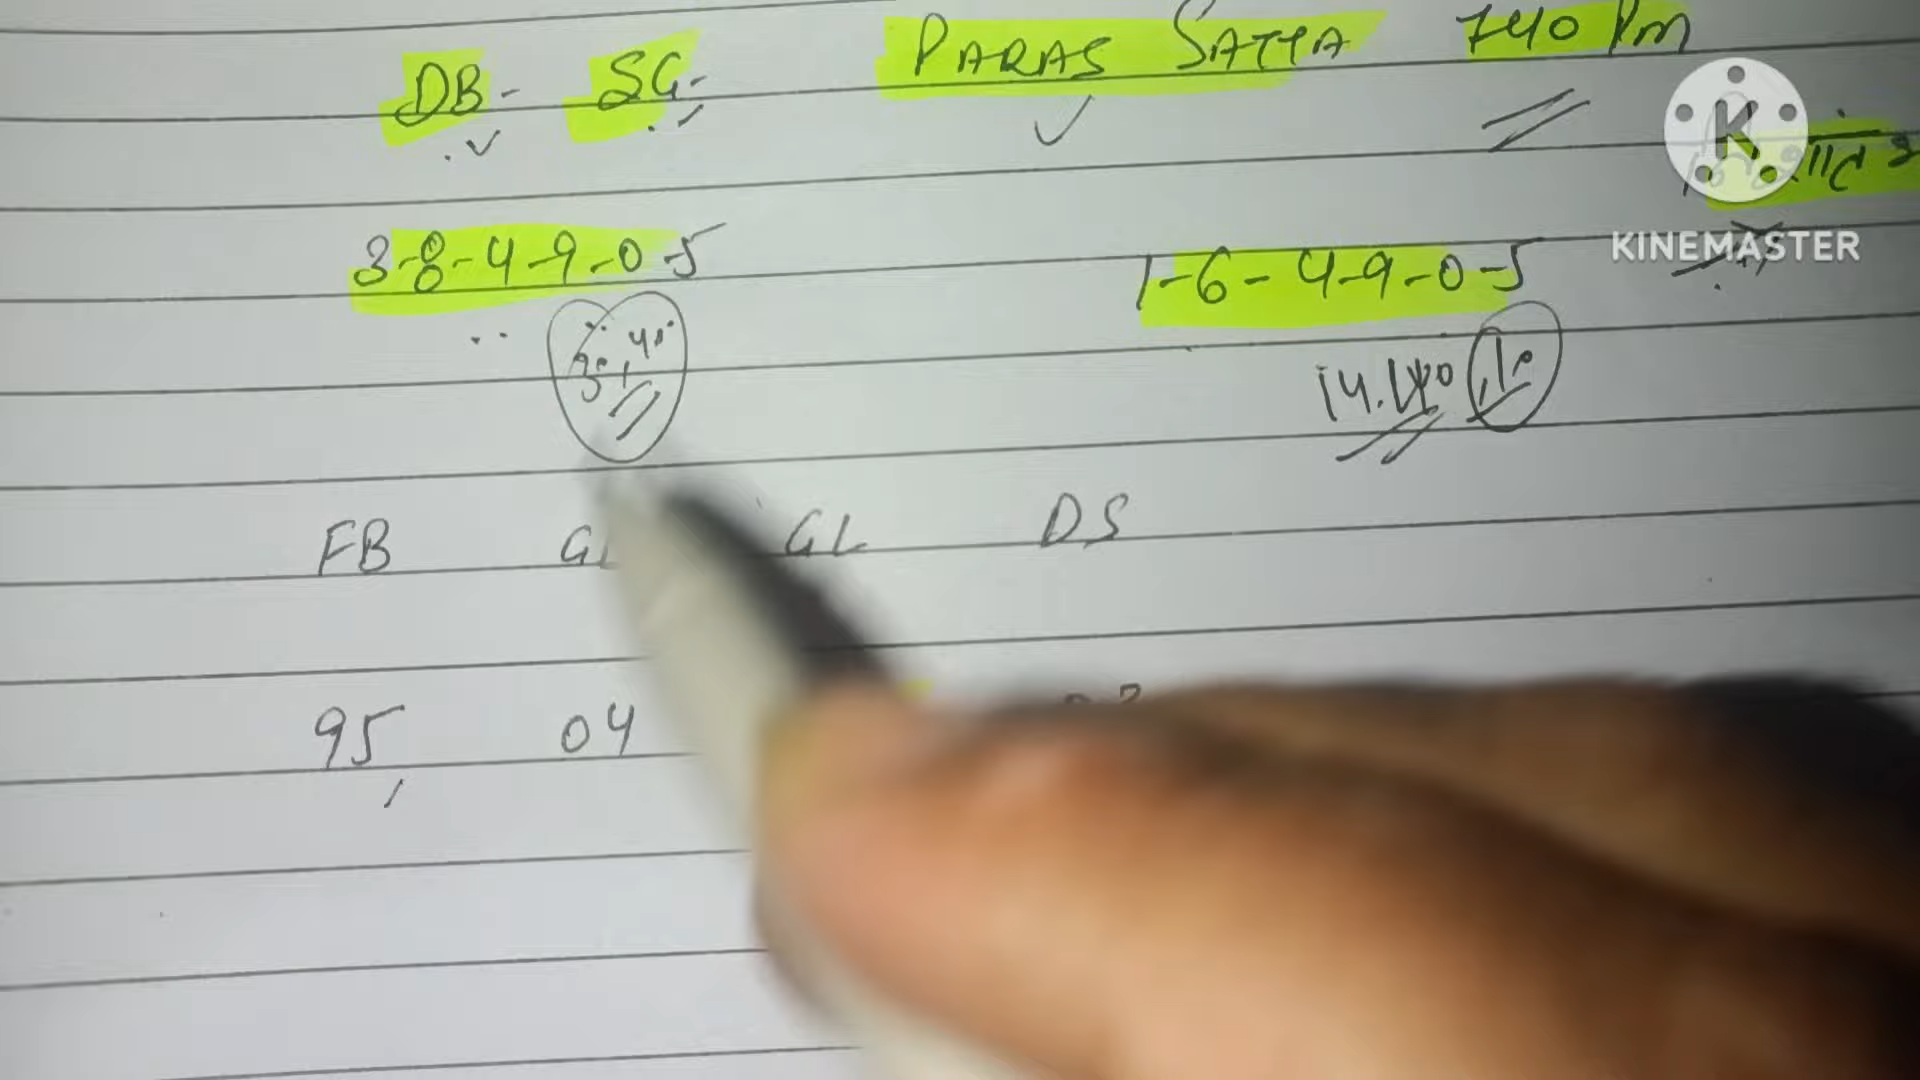 DB- SG- PARAS SATTA 740 Pm
KINEMASTER
3-8-4-9-0-5 1-6-4-9-0-5
14.140 10
FB GL DS
95 04